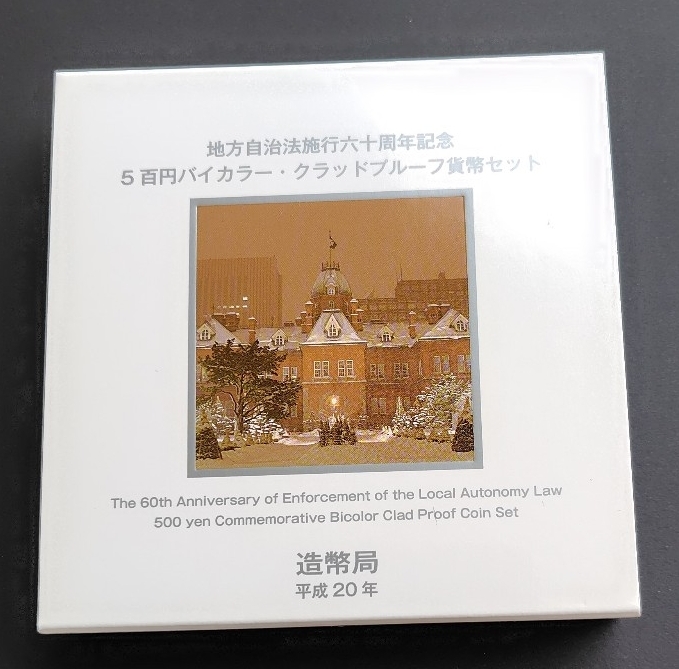 地方自治法施行六十周年記念
5百円バイカラー・クラッドプルーフ貨幣セット
The 60th Anniversary of Enforcement of the Local Autonomy Law
500 yen Commemorative Bicolor Clad Proof Coin Set
造幣局
平成20年